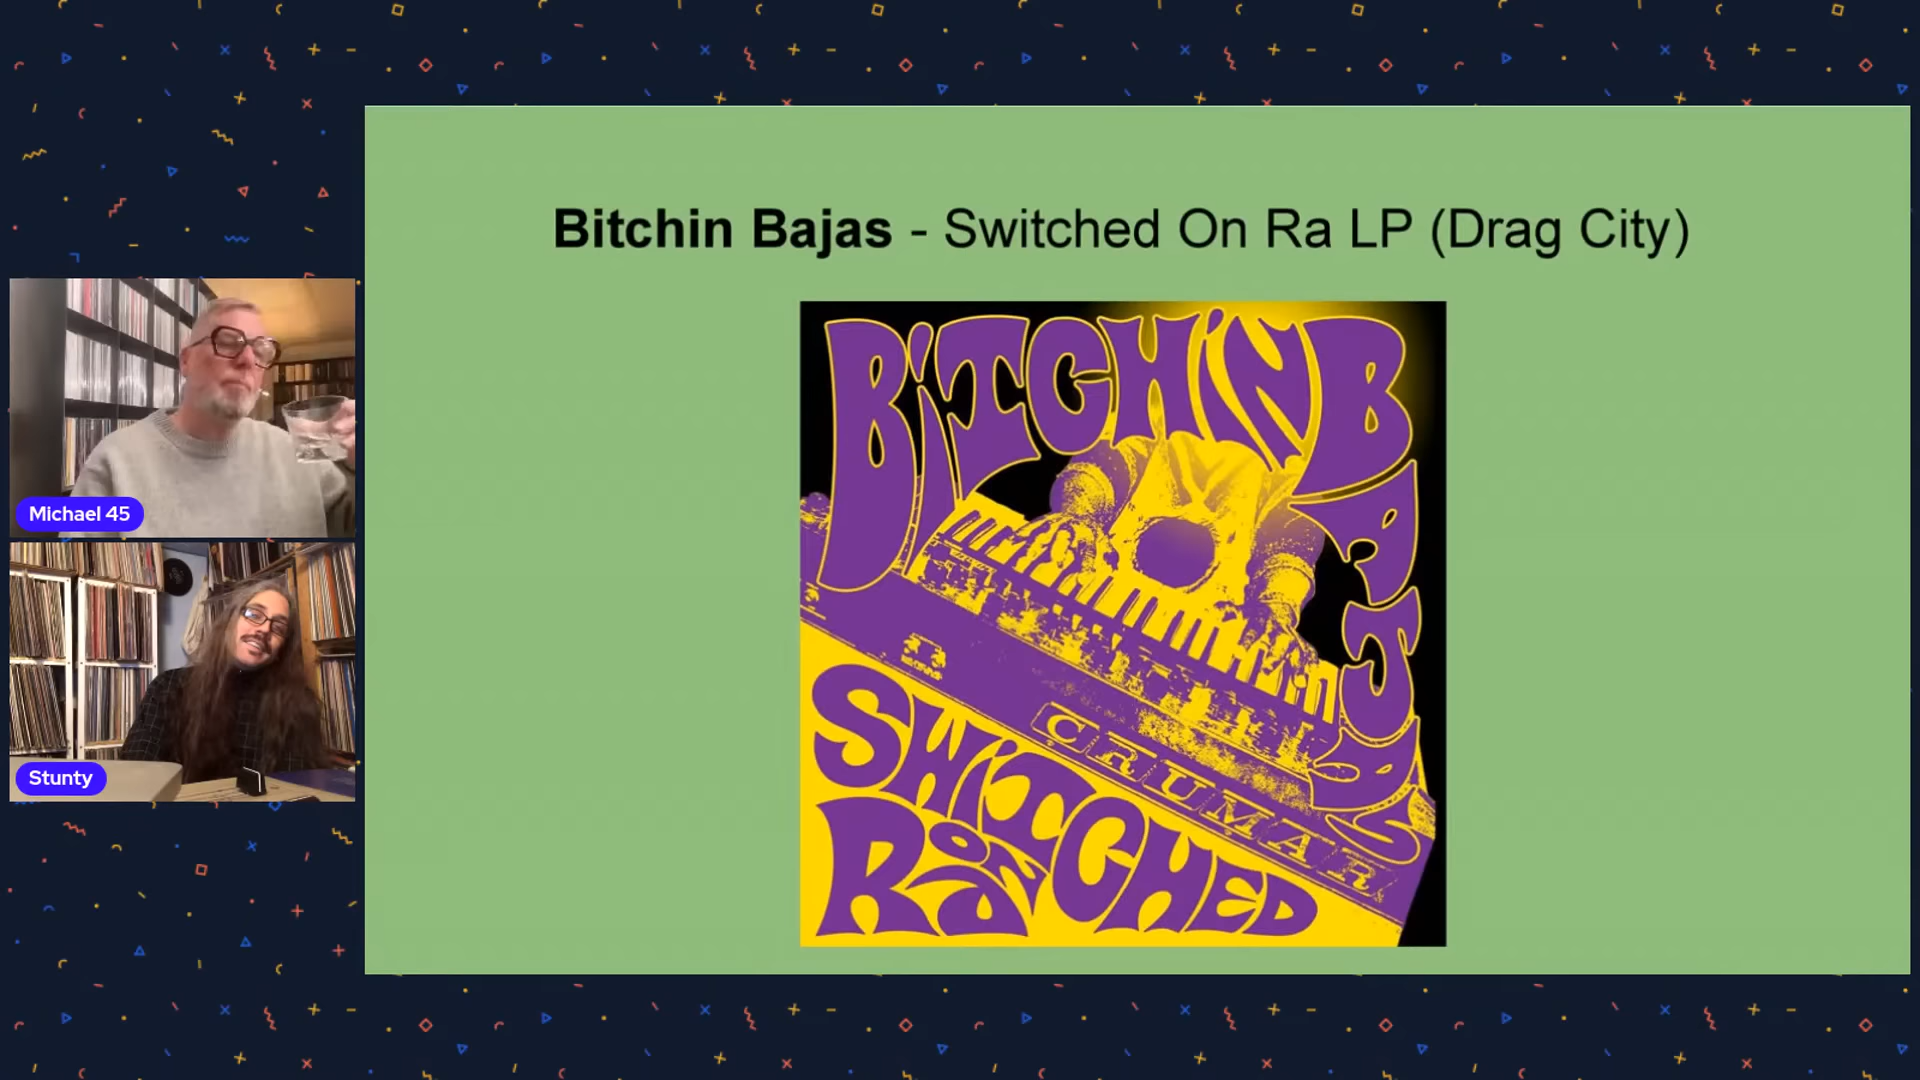 Bitchin Bajas - Switched On Ra LP (Drag City)
BiTCHiN
BAJAS
CRUMAR
SWiTCHED
ON
RA
Michael 45
Stunty